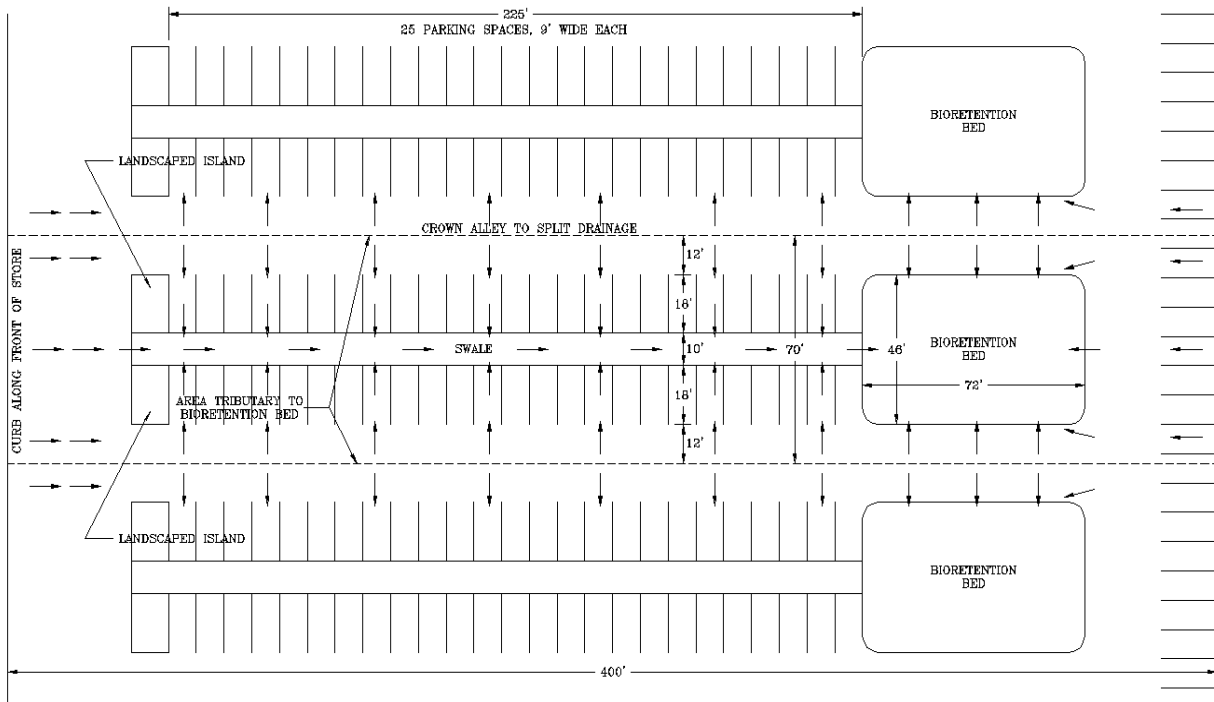 225'
25 PARKING SPACES, 9' WIDE EACH
BIORETENTION
BED
LANDSCAPED ISLAND
CROWN ALLEY TO SPLIT DRAINAGE
12'
18'
CURB ALONG FRONT OF STORE
SWALE
10'
70'
46'
BIORETENTION
BED
72'
18'
AREA TRIBUTARY TO
BIORETENTION BED
12'
LANDSCAPED ISLAND
BIORETENTION
BED
400'